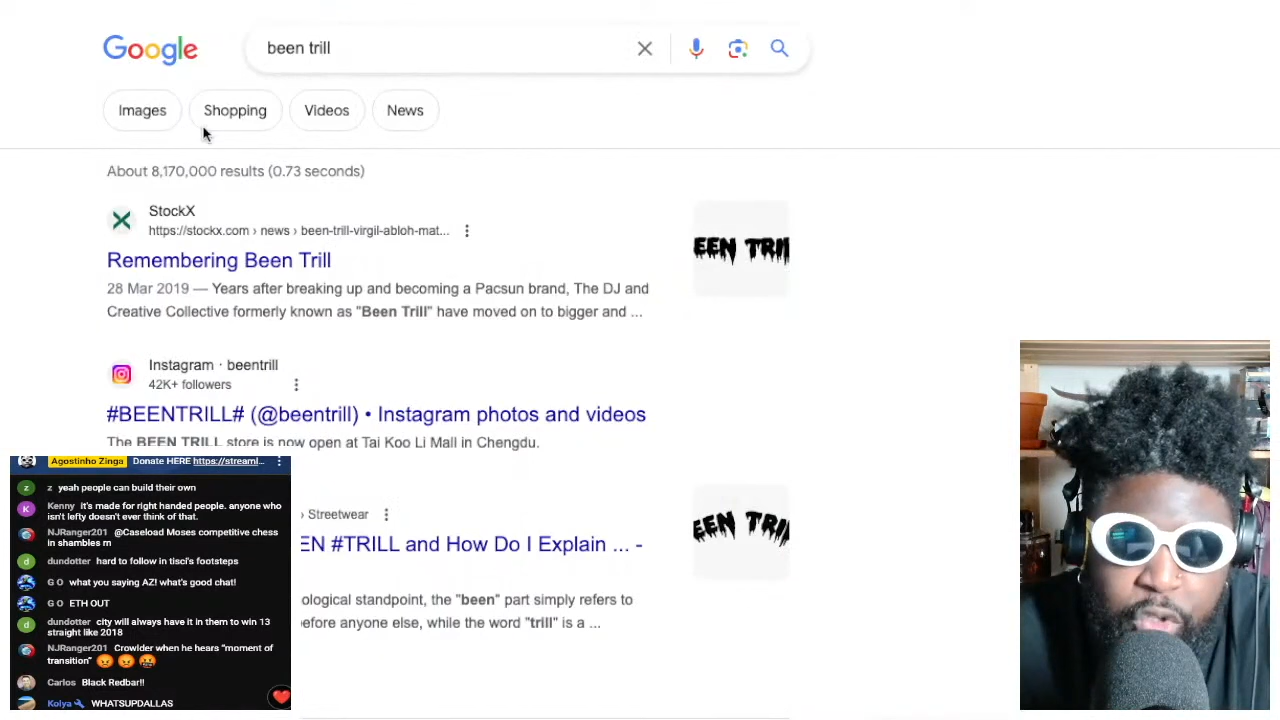 Google
been trill
Images
Shopping
Videos
News
About 8,170,000 results (0.73 seconds)
StockX
https://stockx.com › news › been-trill-virgil-abloh-mat...
Remembering Been Trill
28 Mar 2019 — Years after breaking up and becoming a Pacsun brand, The DJ and
Creative Collective formerly known as "Been Trill" have moved on to bigger and ...
EEN TRIL
Instagram · beentrill
42K+ followers
#BEENTRILL# (@beentrill) • Instagram photos and videos
The BEEN TRILL store is now open at Tai Koo Li Mall in Chengdu.
› Streetwear
EN #TRILL and How Do I Explain ... -
ological standpoint, the "been" part simply refers to
efore anyone else, while the word "trill" is a ...
EEN TRIL
Agostinho Zinga Donate HERE https://streaml...
z z yeah people can build their own
K Kenny It's made for right handed people. anyone who
isn't lefty doesn't ever think of that.
NJRanger201 @Caseload Moses competitive chess
in shambles rn
d dundotter hard to follow in tisci's footsteps
G O what you saying AZ! what's good chat!
G O ETH OUT
d dundotter city will always have it in them to win 13
straight like 2018
NJRanger201 Crowlder when he hears "moment of
transition"
Carlos Black Redbar!!
Kolya WHATSUPDALLAS